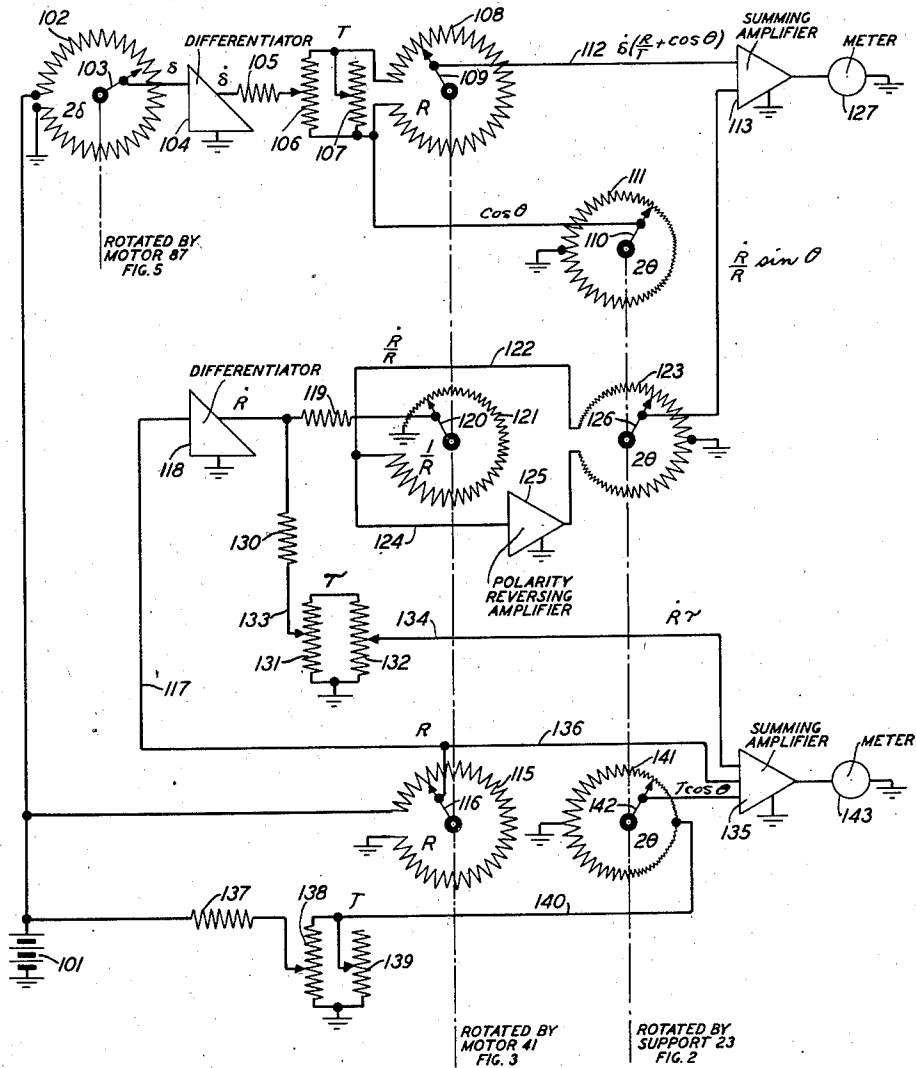 102
103
δ
2δ
DIFFERENTIATOR
104
δ̇
105
106
T
107
108
109
R
112
δ̇(R/T + cos θ)
SUMMING
AMPLIFIER
113
METER
127
ROTATED BY
MOTOR 87
FIG. 5
cos θ
111
110
2θ
Ṙ/R sin θ
DIFFERENTIATOR
118
Ṙ
119
Ṙ/R
122
120
121
1/R
123
126
2θ
124
125
POLARITY
REVERSING
AMPLIFIER
130
133
τ
131
132
134
Ṙτ
117
R
136
115
116
R
141
142
T cos θ
2θ
SUMMING
AMPLIFIER
135
METER
143
137
138
T
139
140
101
ROTATED BY
MOTOR 41
FIG. 3
ROTATED BY
SUPPORT 23
FIG. 2